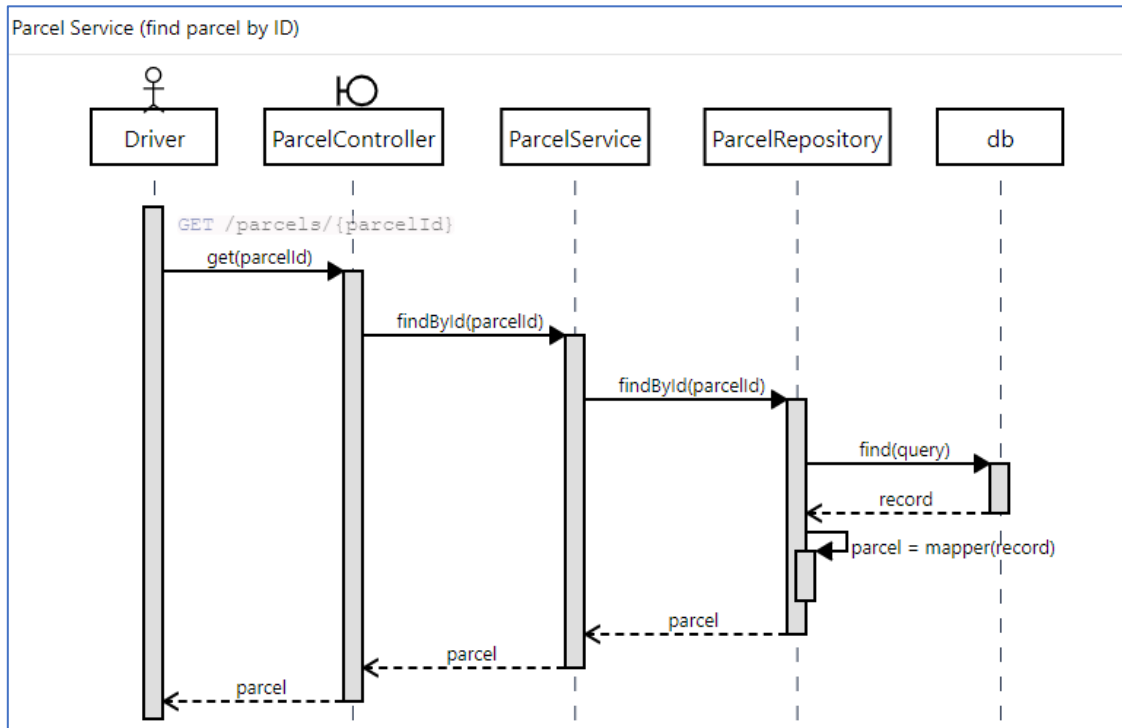 Parcel Service (find parcel by ID)
Driver
ParcelController
ParcelService
ParcelRepository
db
GET /parcels/{parcelId}
get(parcelId)
findById(parcelId)
findById(parcelId)
find(query)
record
parcel = mapper(record)
parcel
parcel
parcel